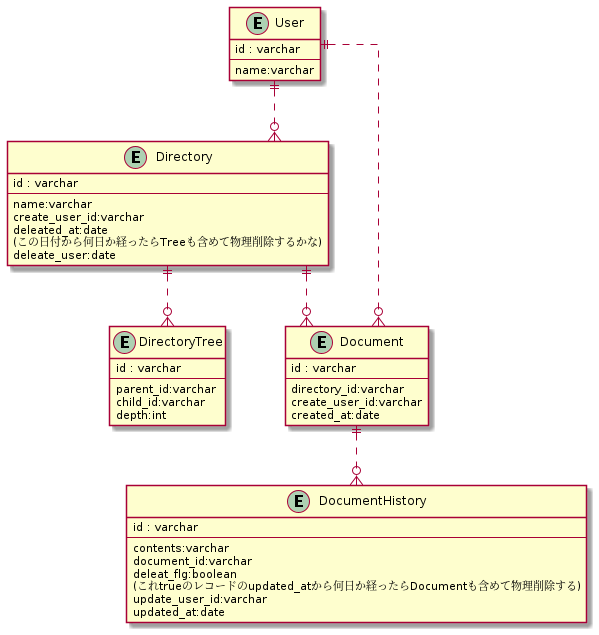 E User
id : varchar
name:varchar
E Directory
id : varchar
name:varchar
create_user_id:varchar
deleated_at:date
(この日付から何日か経ったらTreeも含めて物理削除するかな)
deleate_user:date
E DirectoryTree
id : varchar
parent_id:varchar
child_id:varchar
depth:int
E Document
id : varchar
directory_id:varchar
create_user_id:varchar
created_at:date
E DocumentHistory
id : varchar
contents:varchar
document_id:varchar
deleat_flg:boolean
(これtrueのレコードのupdated_atから何日か経ったらDocumentも含めて物理削除する)
update_user_id:varchar
updated_at:date